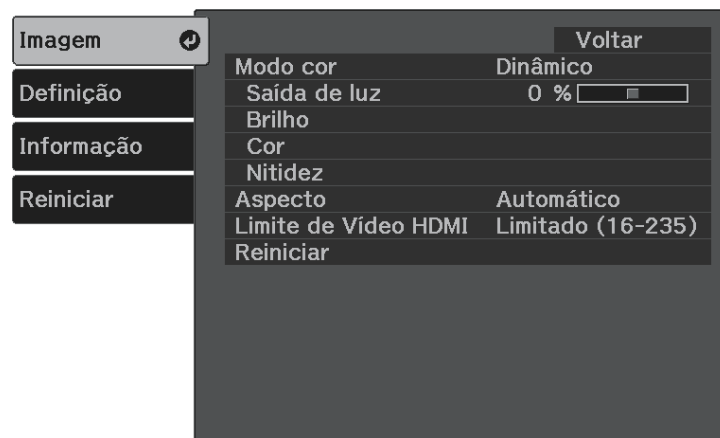 Imagem
Definição
Informação
Reiniciar
Voltar
Modo cor Dinâmico
Saída de luz 0 %
Brilho
Cor
Nitidez
Aspecto Automático
Limite de Vídeo HDMI Limitado (16-235)
Reiniciar